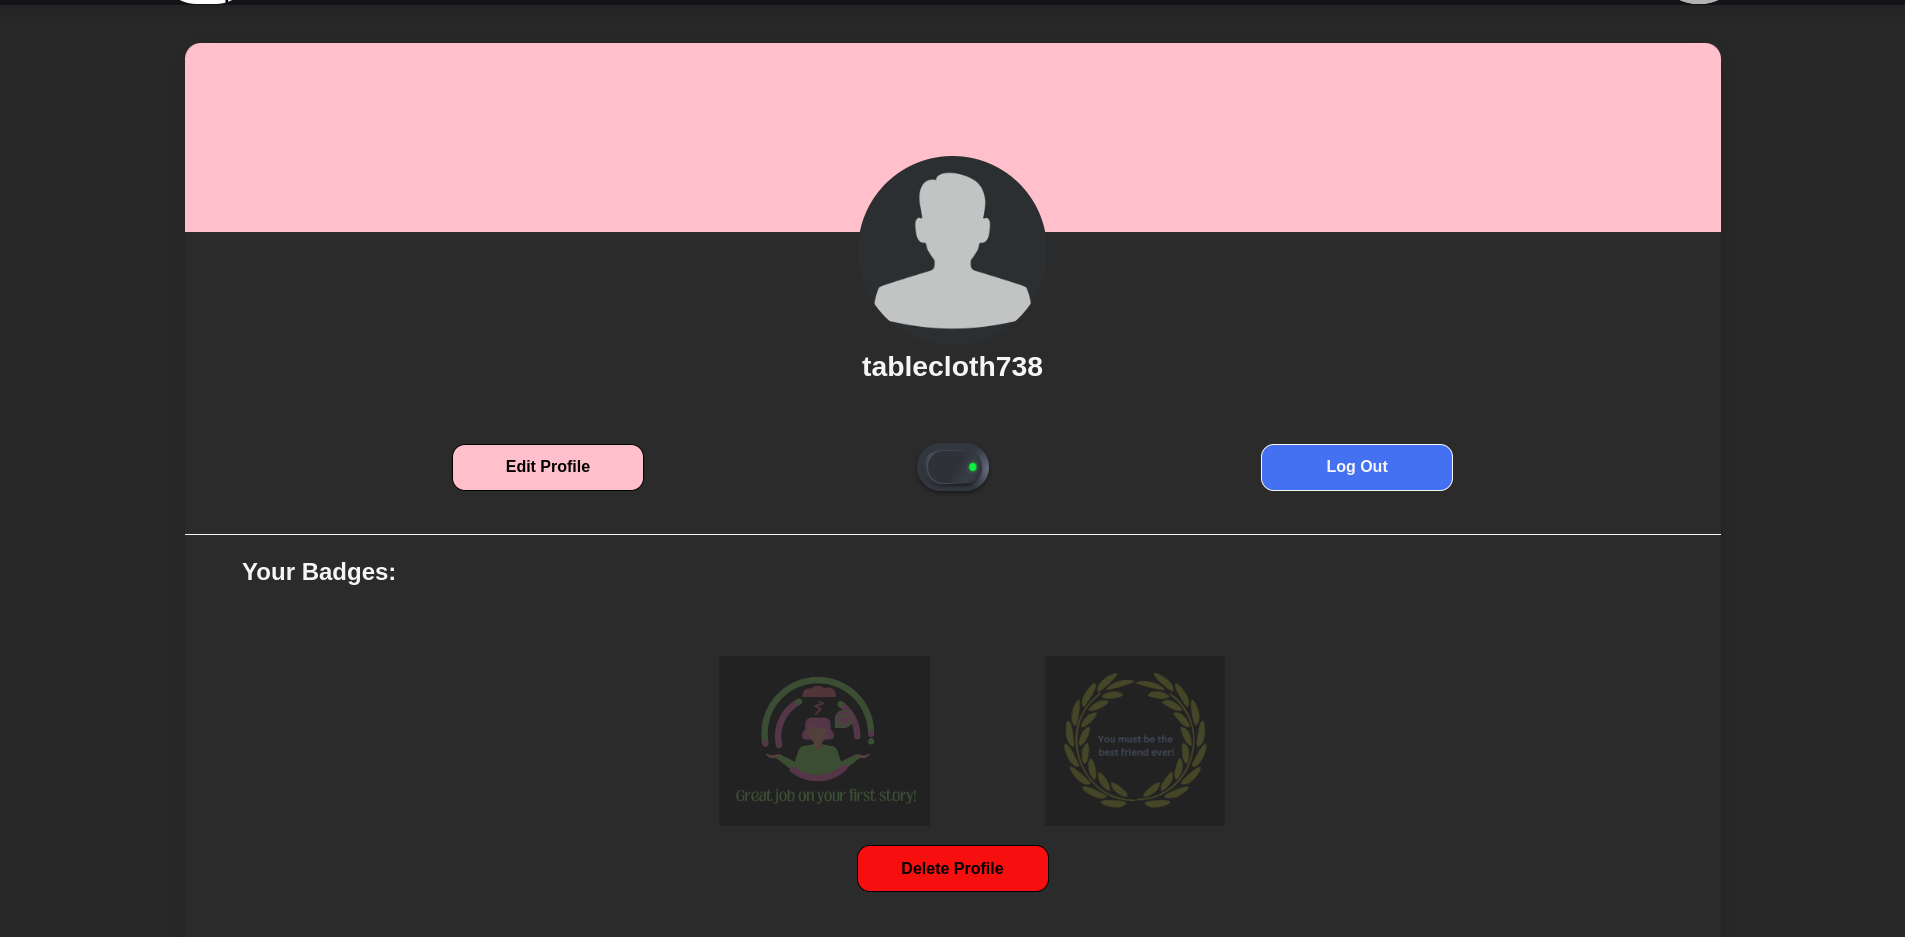 tablecloth738
Edit Profile
Log Out
Your Badges:
Great job on your first story!
You must be the
best friend ever!
Delete Profile